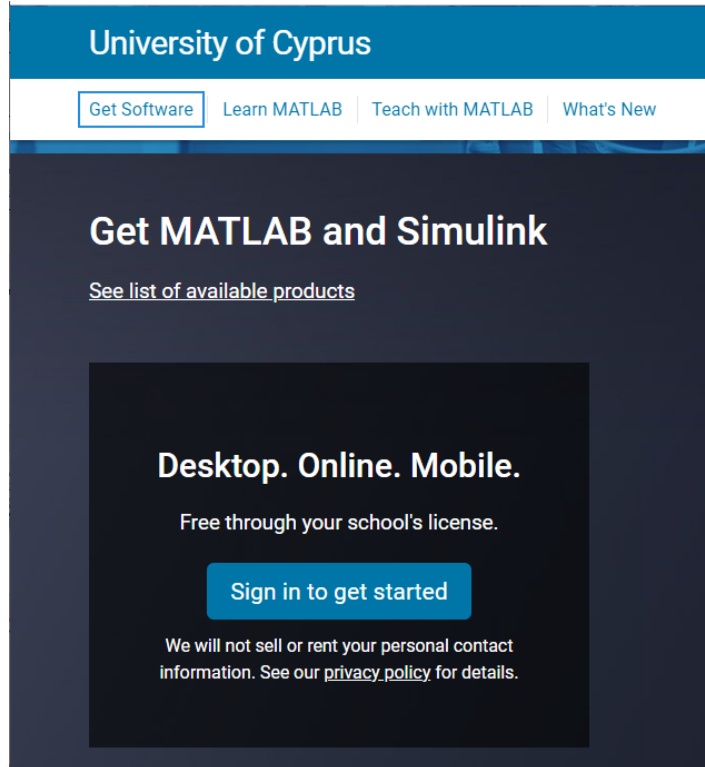 University of Cyprus
Get Software
Learn MATLAB
Teach with MATLAB
What's New
Get MATLAB and Simulink
See list of available products
Desktop. Online. Mobile.
Free through your school's license.
Sign in to get started
We will not sell or rent your personal contact
information. See our privacy policy for details.